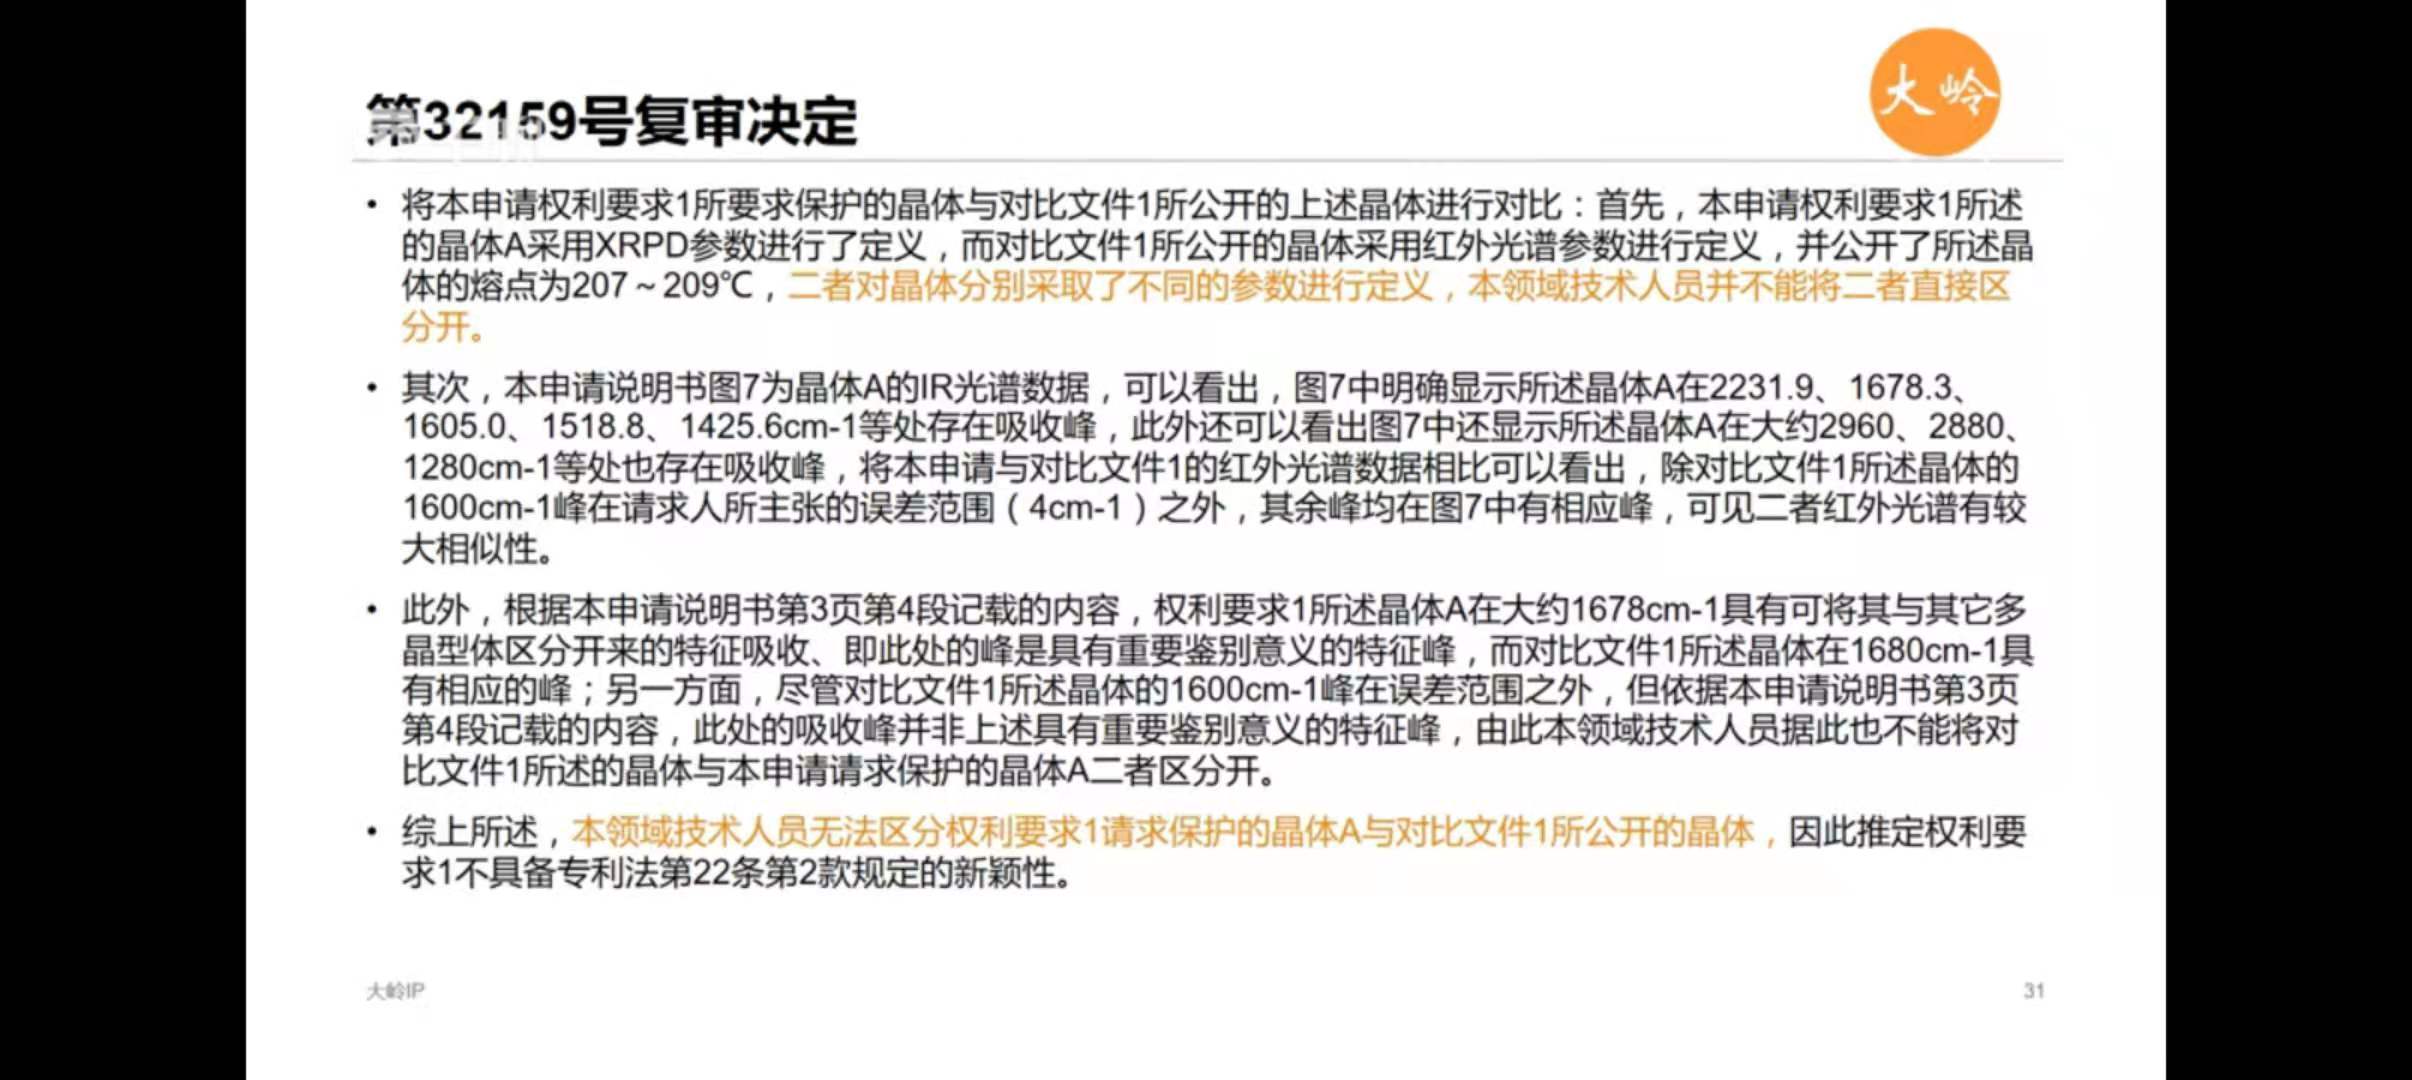 大岭
第32159号复审决定
• 将本申请权利要求1所要求保护的晶体与对比文件1所公开的上述晶体进行对比：首先，本申请权利要求1所述
的晶体A采用XRPD参数进行了定义，而对比文件1所公开的晶体采用红外光谱参数进行定义，并公开了所述晶
体的熔点为207～209℃，二者对晶体分别采取了不同的参数进行定义，本领域技术人员并不能将二者直接区
分开。
• 其次，本申请说明书图7为晶体A的IR光谱数据，可以看出，图7中明确显示所述晶体A在2231.9、1678.3、
1605.0、1518.8、1425.6cm-1等处存在吸收峰，此外还可以看出图7中还显示所述晶体A在大约2960、2880、
1280cm-1等处也存在吸收峰，将本申请与对比文件1的红外光谱数据相比可以看出，除对比文件1所述晶体的
1600cm-1峰在请求人所主张的误差范围（4cm-1）之外，其余峰均在图7中有相应峰，可见二者红外光谱有较
大相似性。
• 此外，根据本申请说明书第3页第4段记载的内容，权利要求1所述晶体A在大约1678cm-1具有可将其与其它多
晶型体区分开来的特征吸收、即此处的峰是具有重要鉴别意义的特征峰，而对比文件1所述晶体在1680cm-1具
有相应的峰；另一方面，尽管对比文件1所述晶体的1600cm-1峰在误差范围之外，但依据本申请说明书第3页
第4段记载的内容，此处的吸收峰并非上述具有重要鉴别意义的特征峰，由此本领域技术人员据此也不能将对
比文件1所述的晶体与本申请请求保护的晶体A二者区分开。
• 综上所述，本领域技术人员无法区分权利要求1请求保护的晶体A与对比文件1所公开的晶体，因此推定权利要
求1不具备专利法第22条第2款规定的新颖性。
大岭IP
31